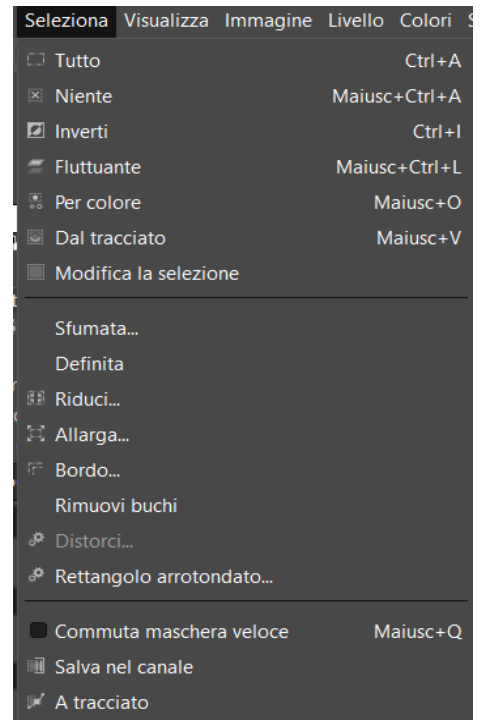 Seleziona Visualizza Immagine Livello Colori
Tutto Ctrl+A
Niente Maiusc+Ctrl+A
Inverti Ctrl+I
Fluttuante Maiusc+Ctrl+L
Per colore Maiusc+O
Dal tracciato Maiusc+V
Modifica la selezione
Sfumata...
Definita
Riduci...
Allarga...
Bordo...
Rimuovi buchi
Distorci...
Rettangolo arrotondato...
Commuta maschera veloce Maiusc+Q
Salva nel canale
A tracciato